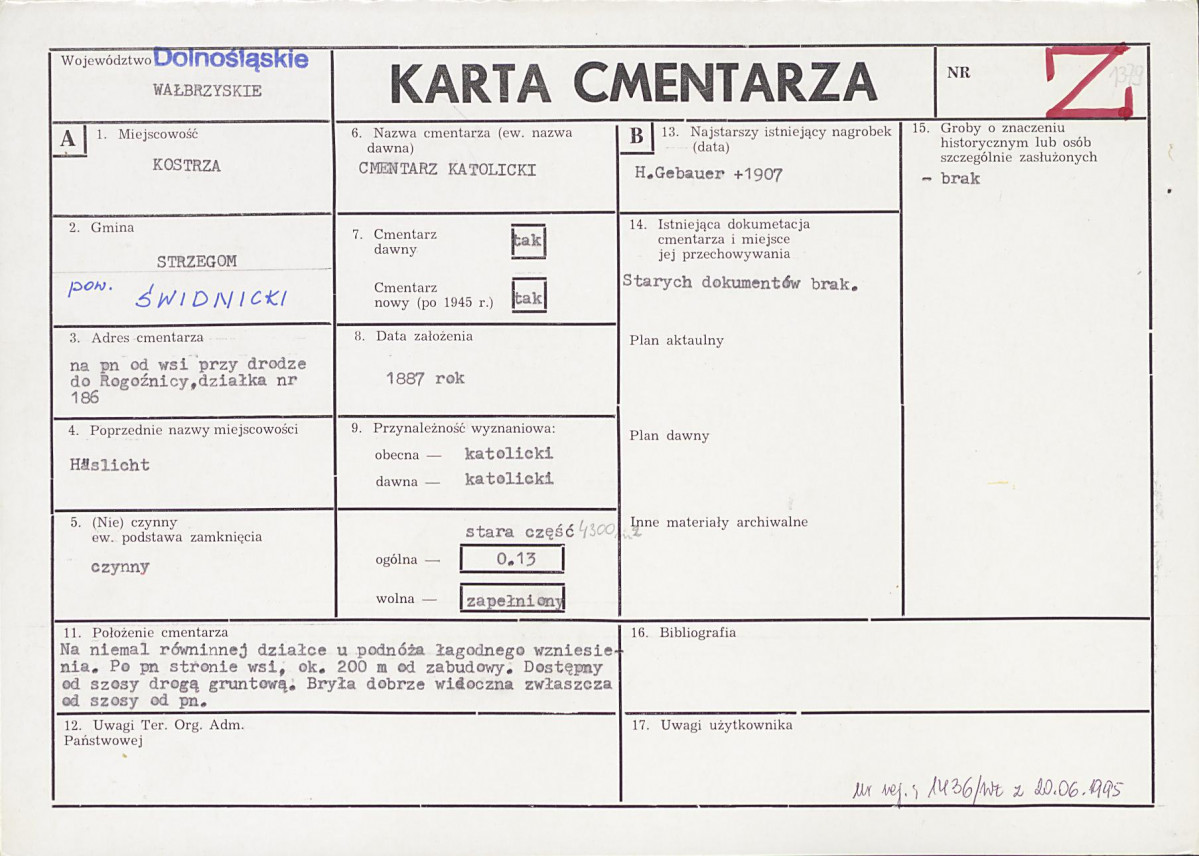 Województwo Dolnośląskie
WAŁBRZYSKIE
KARTA CMENTARZA
NR
Z
1379
A
1. Miejscowość
KOSTRZA
2. Gmina
STRZEGOM
pow. ŚWIDNICKI
3. Adres cmentarza
na pn od wsi przy drodze
do Rogoźnicy,działka nr
186
4. Poprzednie nazwy miejscowości
Häslicht
5. (Nie) czynny
ew. podstawa zamknięcia
czynny
6. Nazwa cmentarza (ew. nazwa
dawna)
CMENTARZ KATOLICKI
7. Cmentarz
dawny
tak
Cmentarz
nowy (po 1945 r.)
tak
8. Data założenia
1887 rok
9. Przynależność wyznaniowa:
obecna — katolicki
dawna — katolicki
stara część 4300 m2
ogólna — 0.13
wolna — zapełniony
11. Położenie cmentarza
Na niemal równinnej działce u podnóża łagodnego wzniesie-
nia. Po pn stronie wsi, ok. 200 m od zabudowy. Dostępny
od szosy drogą gruntową. Bryła dobrze widoczna zwłaszcza
od szosy od pn.
12. Uwagi Ter. Org. Adm.
Państwowej
B
13. Najstarszy istniejący nagrobek
(data)
H.Gebauer +1907
14. Istniejąca dokumetacja
cmentarza i miejsce
jej przechowywania
Starych dokumentów brak.
Plan aktaulny
Plan dawny
Inne materiały archiwalne
15. Groby o znaczeniu
historycznym lub osób
szczególnie zasłużonych
- brak
16. Bibliografia
17. Uwagi użytkownika
nr rej.: 1436/Wł z 20.06.1995